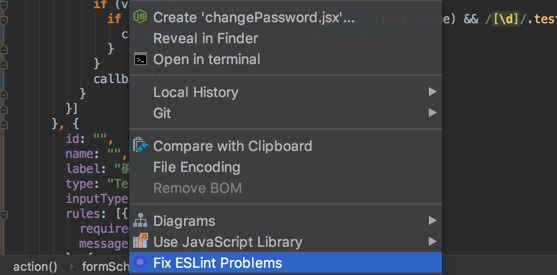 if (v
Create 'changePassword.jsx'...
if
e) && /[\d]/.tes
Reveal in Finder
c
}
Open in terminal
}
callb
}
Local History
}]
Git
}, {
id: "",
Compare with Clipboard
name: "",
File Encoding
label: "确
Remove BOM
type: "Te
inputType
Diagrams
rules: [{
Use JavaScript Library
require
message
Fix ESLint Problems
action() › formSch